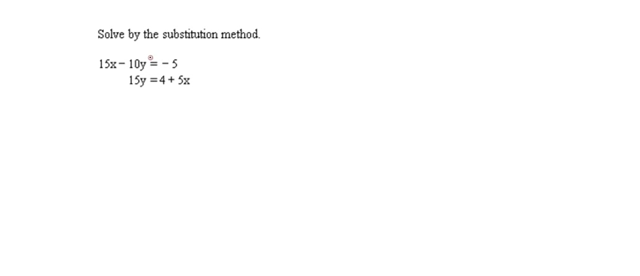 Solve by the substitution method.
15x − 10y = − 5
15y = 4 + 5x